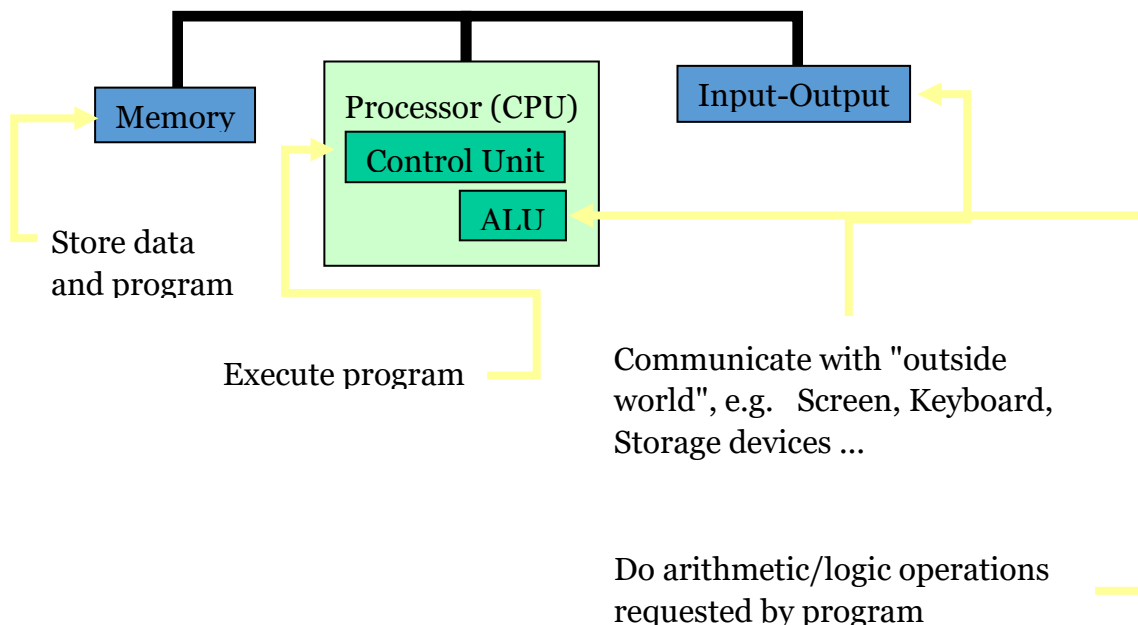 Memory
Processor (CPU)
Control Unit
ALU
Input-Output
Store data
and program
Execute program
Communicate with "outside
world", e.g.   Screen, Keyboard,
Storage devices ...
Do arithmetic/logic operations
requested by program